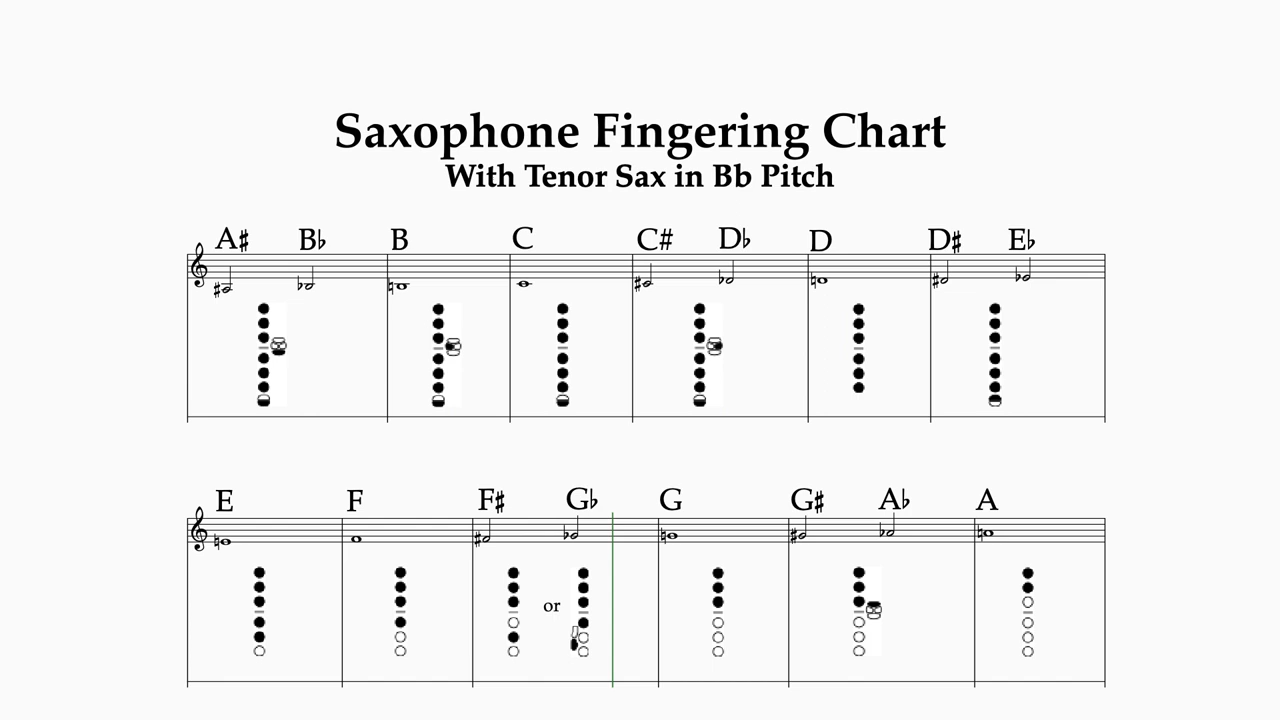 Saxophone Fingering Chart
With Tenor Sax in Bb Pitch
A♯ B♭ B C C# D♭ D D♯ E♭
E F F♯ G♭ G G♯ A♭ A
or